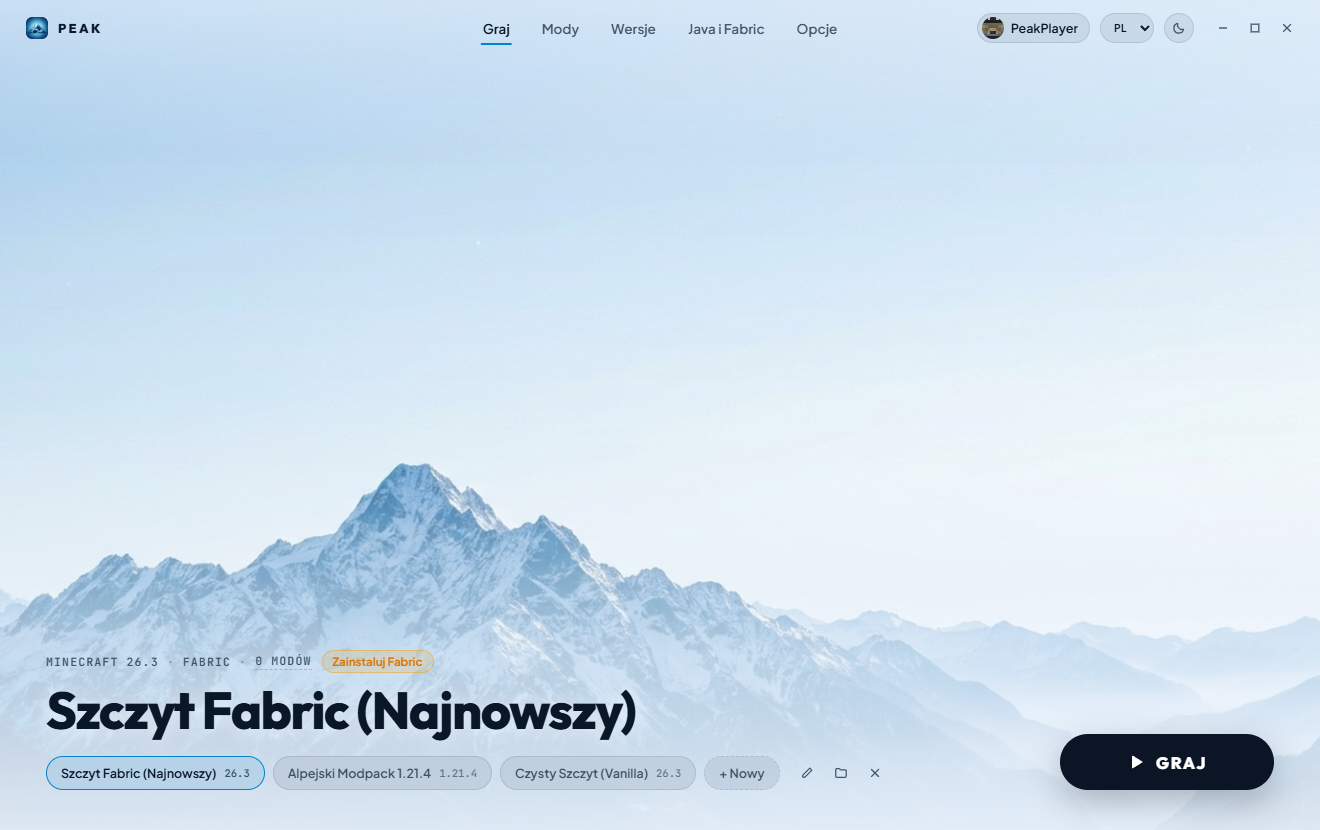 PEAK
Graj
Mody
Wersje
Java i Fabric
Opcje
PeakPlayer
PL
MINECRAFT 26.3 · FABRIC · 0 MODÓW
Zainstaluj Fabric
Szczyt Fabric (Najnowszy)
Szczyt Fabric (Najnowszy) 26.3
Alpejski Modpack 1.21.4 1.21.4
Czysty Szczyt (Vanilla) 26.3
+ Nowy
GRAJ